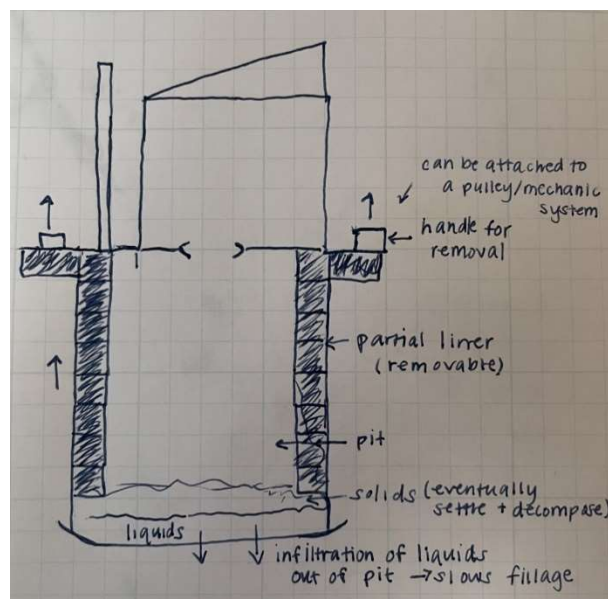 can be attached to
a pulley/mechanic
system
handle for
removal
partial liner
(removable)
pit
solids (eventually
settle + decompase)
liquids
infiltration of liquids
out of pit → slows fillage